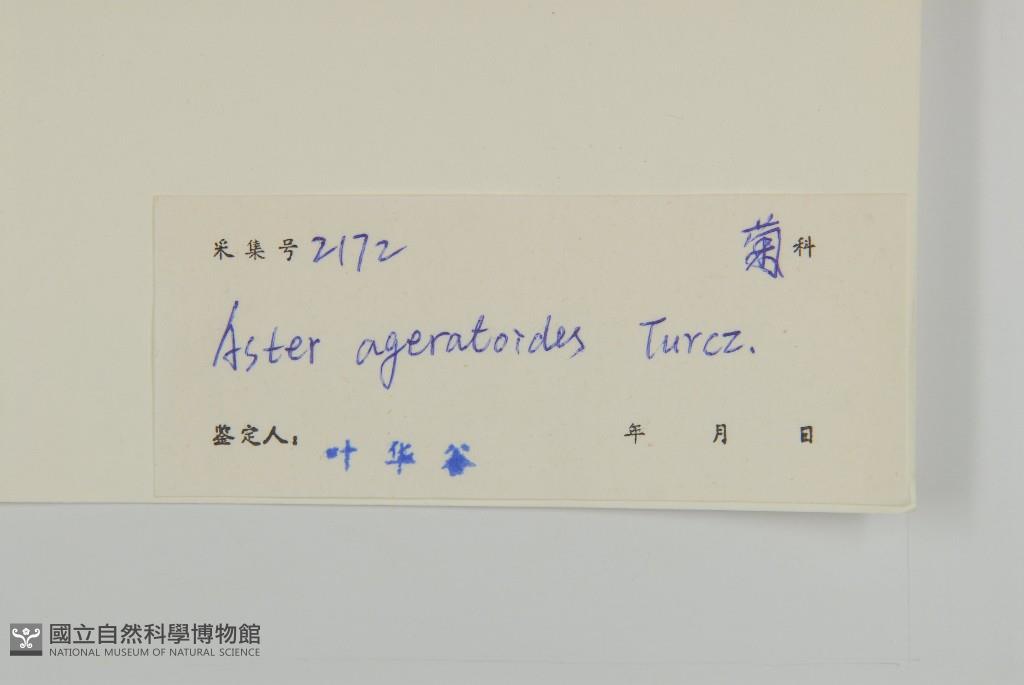 采集号 2172 菊科
Aster ageratoides Turcz.
鉴定人: 叶华谷 年 月 日
國立自然科學博物館
NATIONAL MUSEUM OF NATURAL SCIENCE